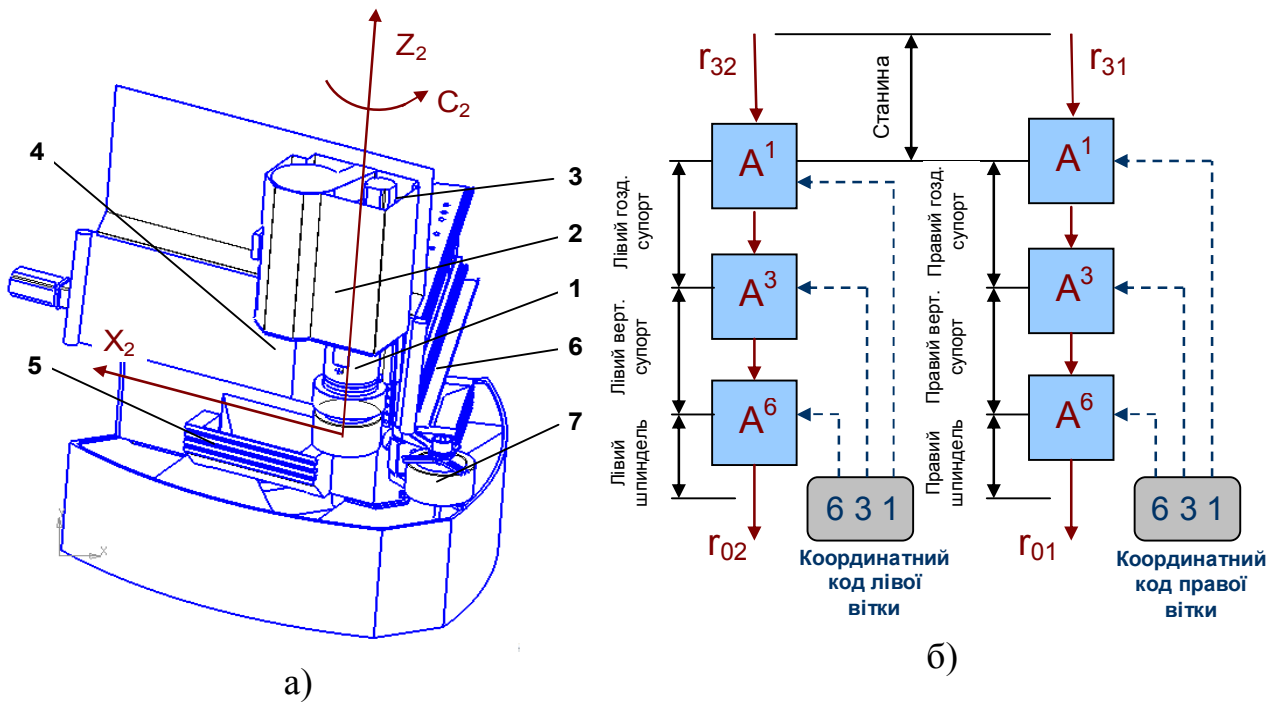 Z₂
C₂
4
3
2
1
X₂
5
6
7
а)
r₃₂
r₃₁
Станина
A¹
A¹
Лівий гозд.
супорт
Правий гозд.
супорт
A³
A³
Лівий верт.
супорт
Правий верт.
супорт
A⁶
A⁶
Лівий
шпиндель
Правий
шпиндель
6 3 1
6 3 1
r₀₂
r₀₁
Координатний
код лівої
вітки
Координатний
код правої
вітки
б)